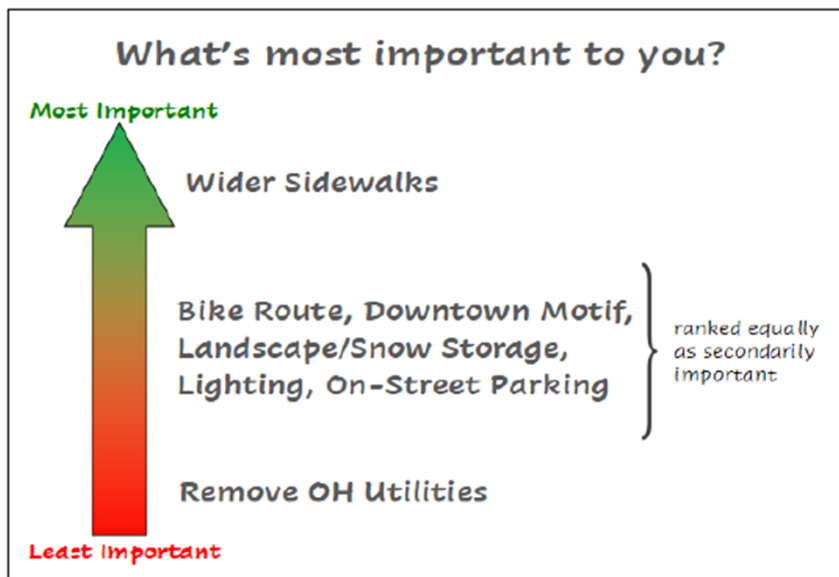 What's most important to you?
Most Important
Wider Sidewalks
Bike Route, Downtown Motif,
Landscape/Snow Storage,
Lighting, On-Street Parking
ranked equally
as secondarily
important
Remove OH Utilities
Least Important